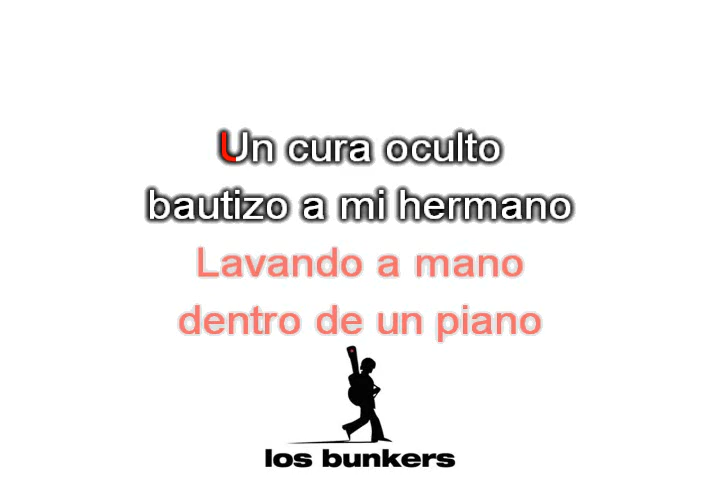 Un cura oculto
bautizo a mi hermano
Lavando a mano
dentro de un piano
los bunkers